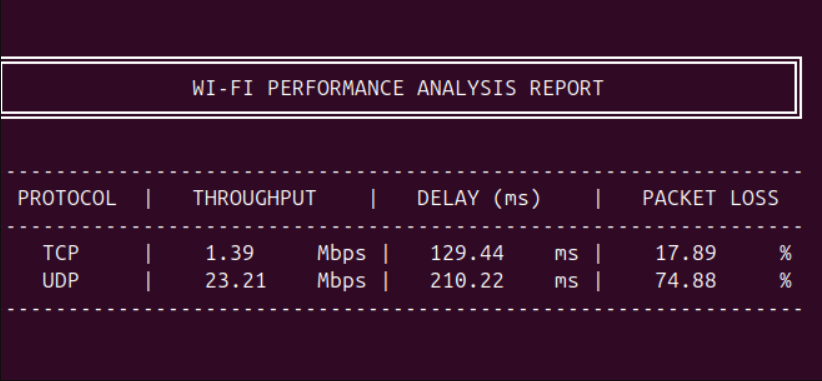 WI-FI PERFORMANCE ANALYSIS REPORT
-----------------------------------------------------------------
PROTOCOL | THROUGHPUT | DELAY (ms) | PACKET LOSS
-----------------------------------------------------------------
TCP | 1.39 Mbps | 129.44 ms | 17.89 %
UDP | 23.21 Mbps | 210.22 ms | 74.88 %
-----------------------------------------------------------------